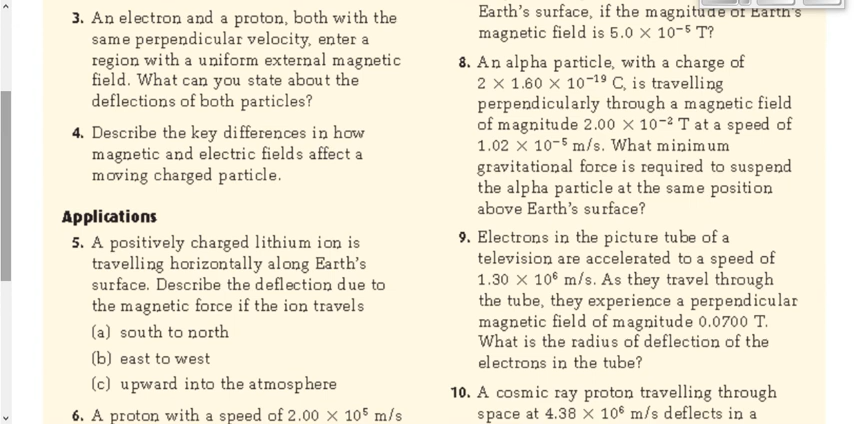 3. An electron and a proton, both with the
same perpendicular velocity, enter a
region with a uniform external magnetic
field. What can you state about the
deflections of both particles?
4. Describe the key differences in how
magnetic and electric fields affect a
moving charged particle.
Applications
5. A positively charged lithium ion is
travelling horizontally along Earth's
surface. Describe the deflection due to
the magnetic force if the ion travels
(a) south to north
(b) east to west
(c) upward into the atmosphere
6. A proton with a speed of 2.00 × 10⁵ m/s
Earth's surface, if the magnitude of Earth's
magnetic field is 5.0 × 10⁻⁵ T?
8. An alpha particle, with a charge of
2 × 1.60 × 10⁻¹⁹ C, is travelling
perpendicularly through a magnetic field
of magnitude 2.00 × 10⁻² T at a speed of
1.02 × 10⁻⁵ m/s. What minimum
gravitational force is required to suspend
the alpha particle at the same position
above Earth's surface?
9. Electrons in the picture tube of a
television are accelerated to a speed of
1.30 × 10⁶ m/s. As they travel through
the tube, they experience a perpendicular
magnetic field of magnitude 0.0700 T.
What is the radius of deflection of the
electrons in the tube?
10. A cosmic ray proton travelling through
space at 4.38 × 10⁶ m/s deflects in a